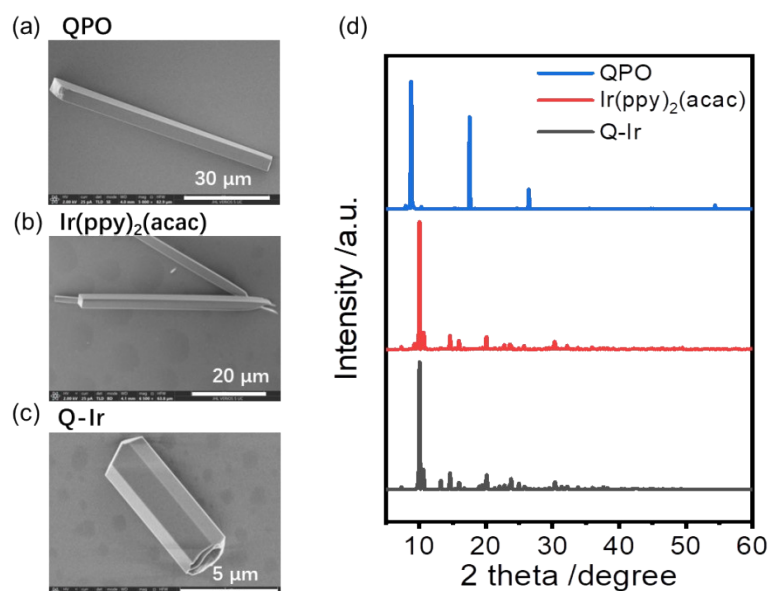 (a) QPO
30 μm
(b) Ir(ppy)₂(acac)
20 μm
(c) Q-Ir
5 μm
(d)
QPO
Ir(ppy)₂(acac)
Q-Ir
Intensity /a.u.
10 20 30 40 50 60
2 theta /degree